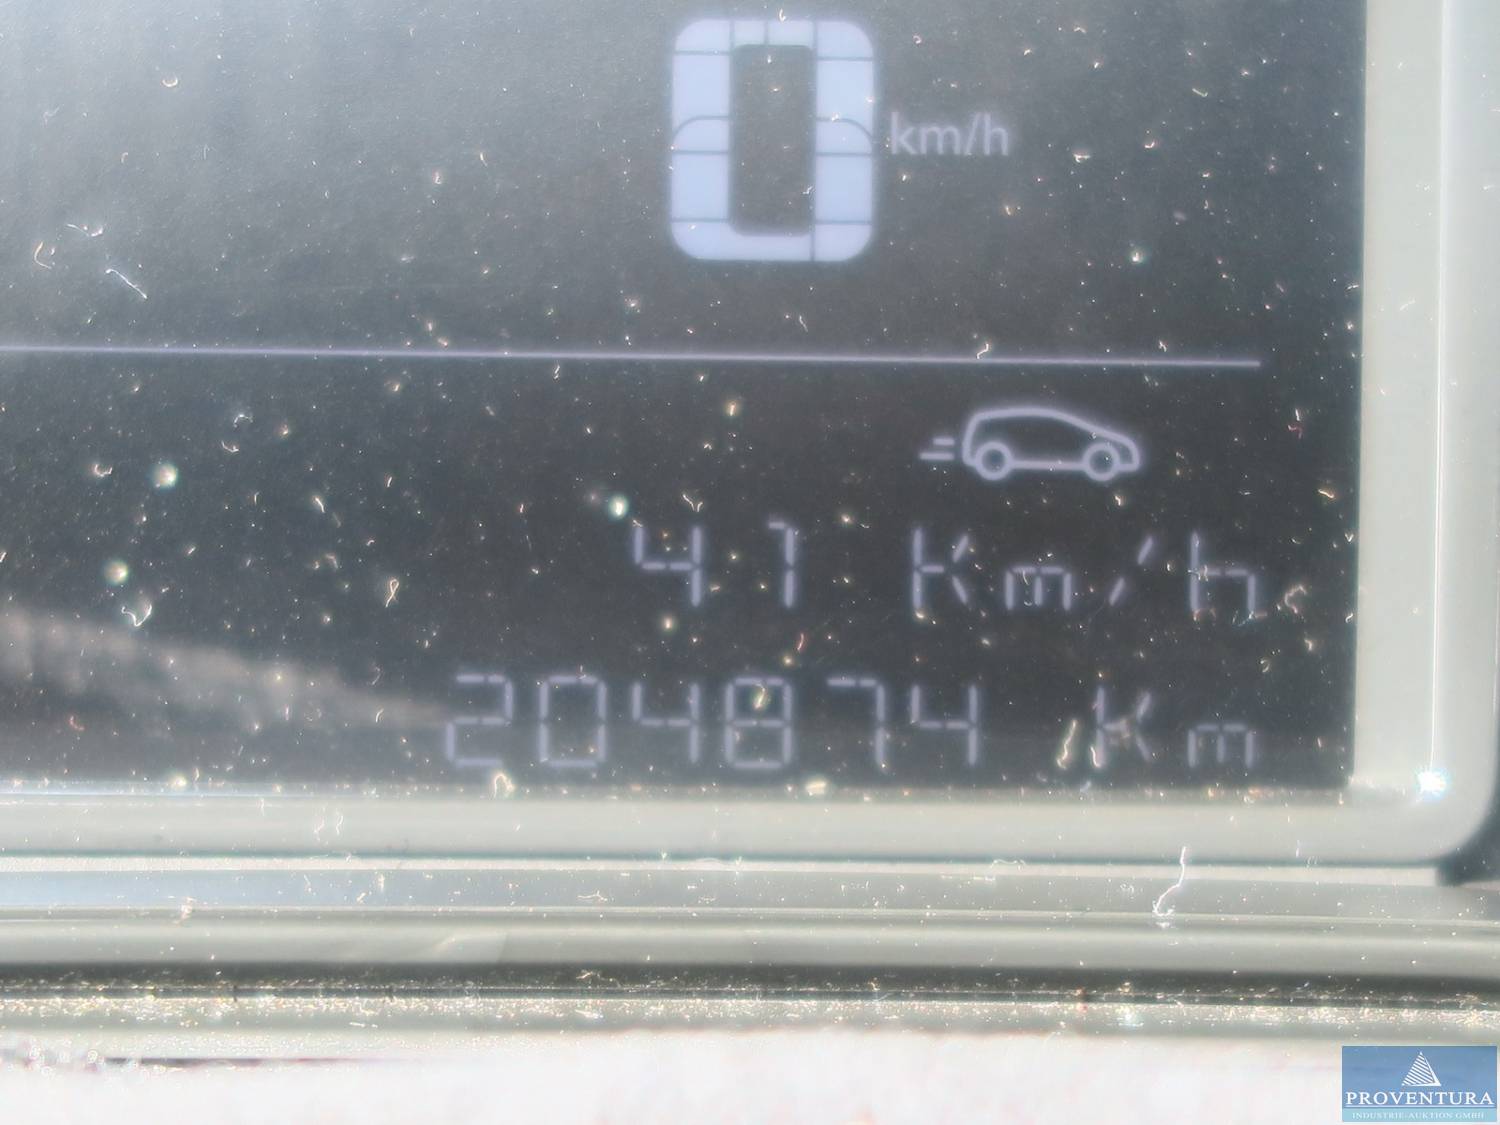 0 km/h
41 Km/h
204874 Km
PROVENTURA
INDUSTRIE-AUKTION GMBH